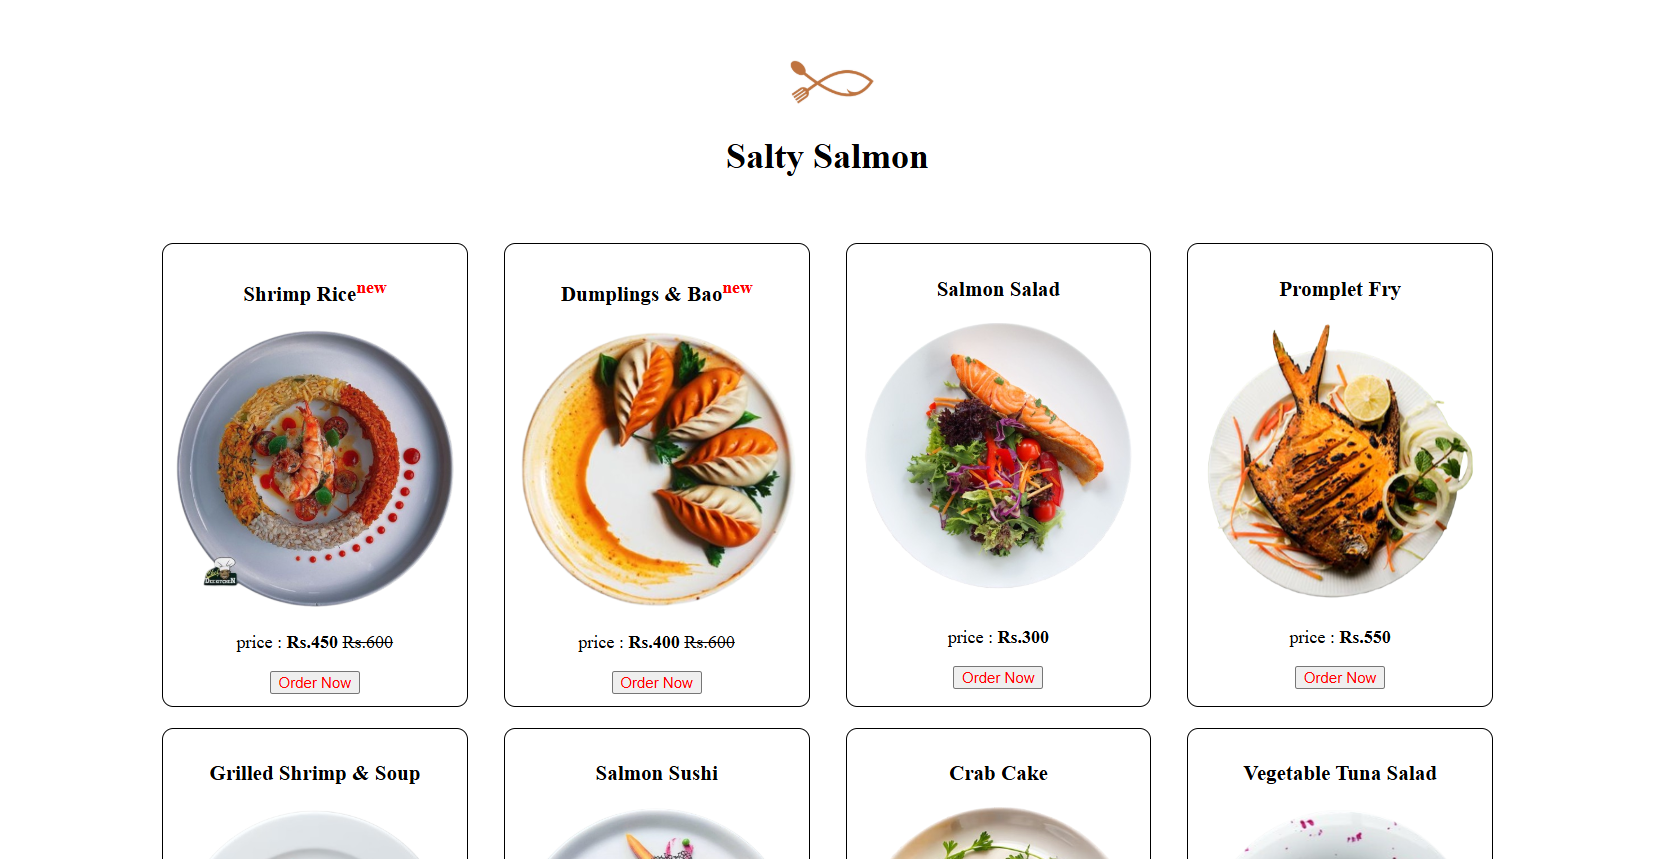 Salty Salmon
Shrimp Rice new
Dumplings & Bao new
Salmon Salad
Promplet Fry
DEE KITCHEN
price : Rs.450 Rs.600
price : Rs.400 Rs.600
price : Rs.300
price : Rs.550
Order Now
Order Now
Order Now
Order Now
Grilled Shrimp & Soup
Salmon Sushi
Crab Cake
Vegetable Tuna Salad